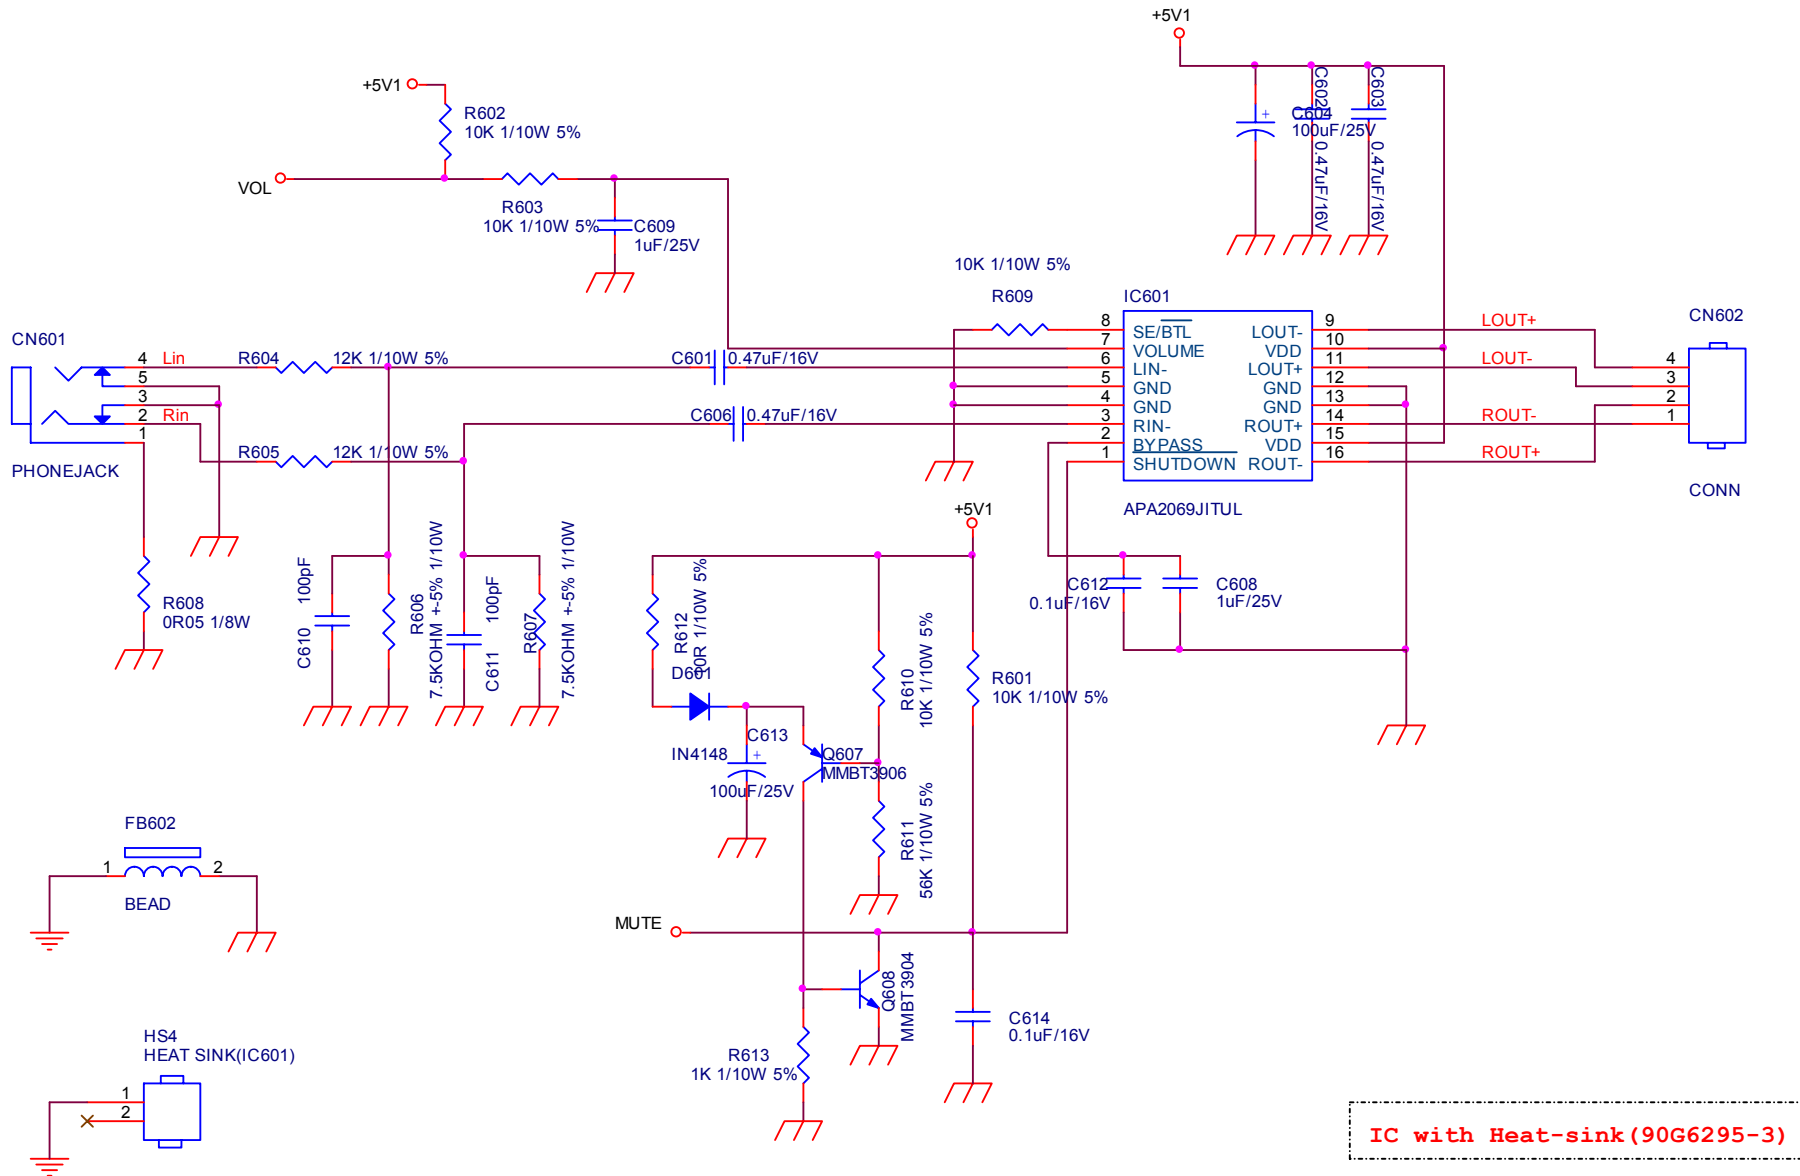 +5V1
+5V1
R602
10K 1/10W 5%
VOL
R603
10K 1/10W 5%
C609
1uF/25V
C602
0.47uF/16V
C603
0.47uF/16V
C604
100uF/25V
+
10K 1/10W 5%
R609
IC601
8 SE/BTL
7 VOLUME
6 LIN-
5 GND
4 GND
3 RIN-
2 BYPASS
1 SHUTDOWN
LOUT- 9
VDD 10
LOUT+ 11
GND 12
GND 13
ROUT+ 14
VDD 15
ROUT- 16
APA2069JITUL
LOUT+
LOUT-
ROUT-
ROUT+
CN602
4
3
2
1
CONN
CN601
4 Lin
5
3
2 Rin
1
PHONEJACK
R604 12K 1/10W 5%
C601 0.47uF/16V
C606 0.47uF/16V
R605 12K 1/10W 5%
R608
0R05 1/8W
C610 100pF
R606
7.5KOHM +-5% 1/10W
C611 100pF
R607
7.5KOHM +-5% 1/10W
+5V1
R612
0R 1/10W 5%
D601
IN4148
C613
+
100uF/25V
Q607
MMBT3906
R610
10K 1/10W 5%
R611
56K 1/10W 5%
R601
10K 1/10W 5%
C612
0.1uF/16V
C608
1uF/25V
FB602
1 2
BEAD
MUTE
Q608
MMBT3904
R613
1K 1/10W 5%
C614
0.1uF/16V
HS4
HEAT SINK(IC601)
1
2
IC with Heat-sink(90G6295-3)